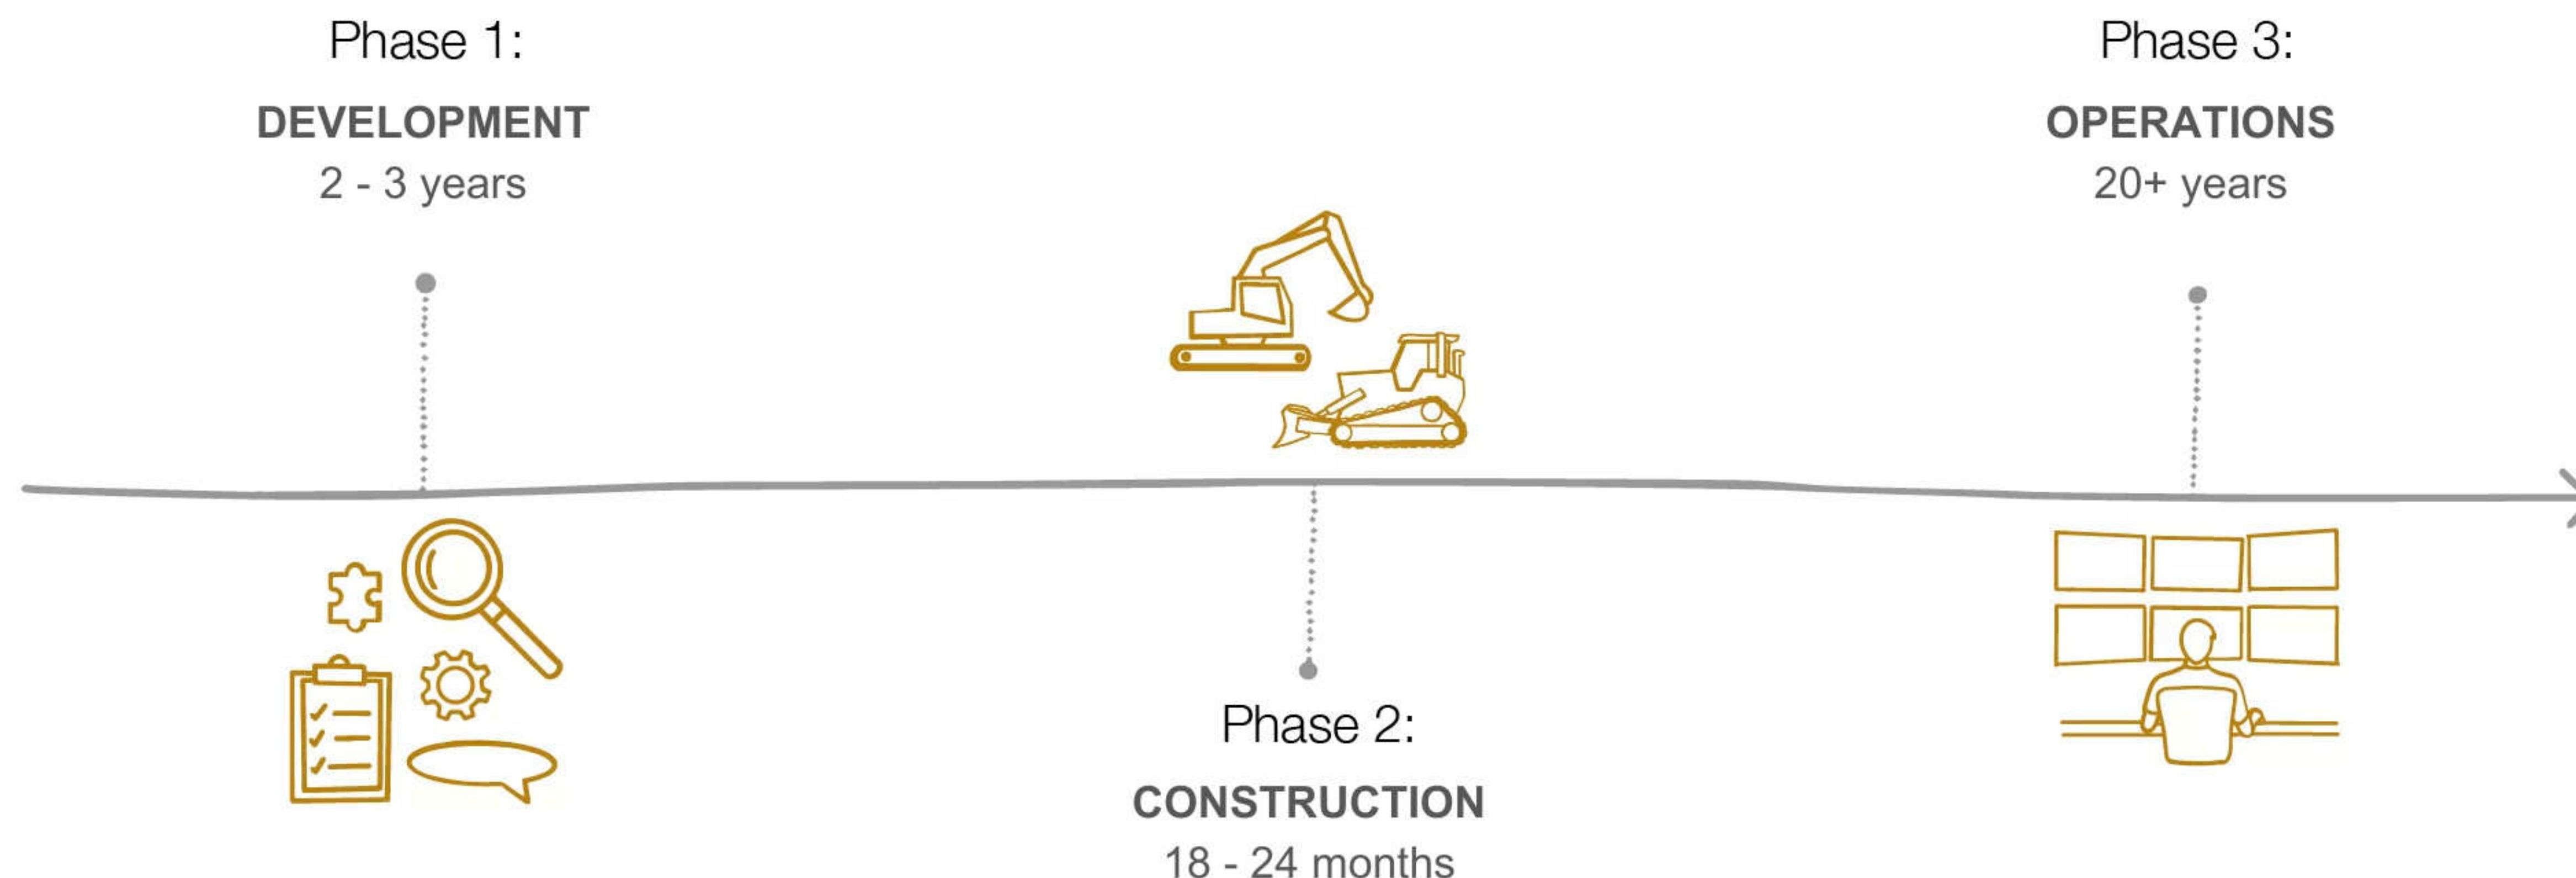 Phase 1:
DEVELOPMENT
2 - 3 years
Phase 2:
CONSTRUCTION
18 - 24 months
Phase 3:
OPERATIONS
20+ years